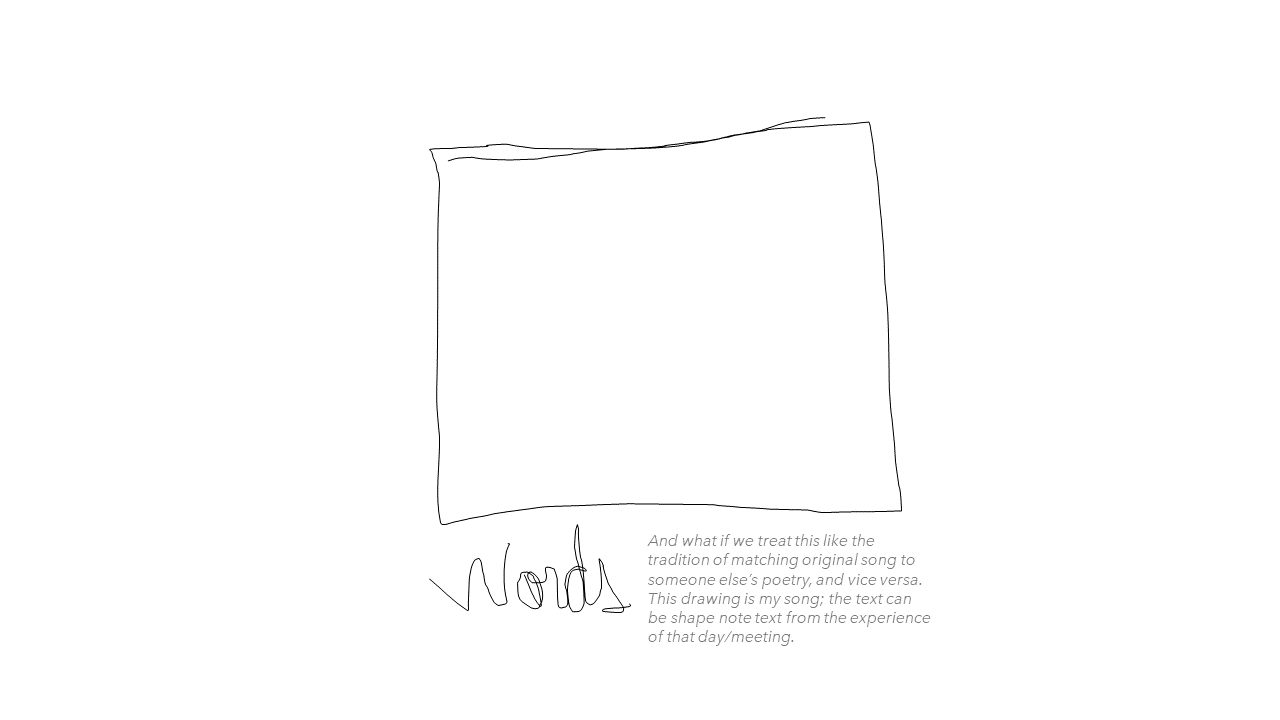 Words
And what if we treat this like the
tradition of matching original song to
someone else's poetry, and vice versa.
This drawing is my song; the text can
be shape note text from the experience
of that day/meeting.